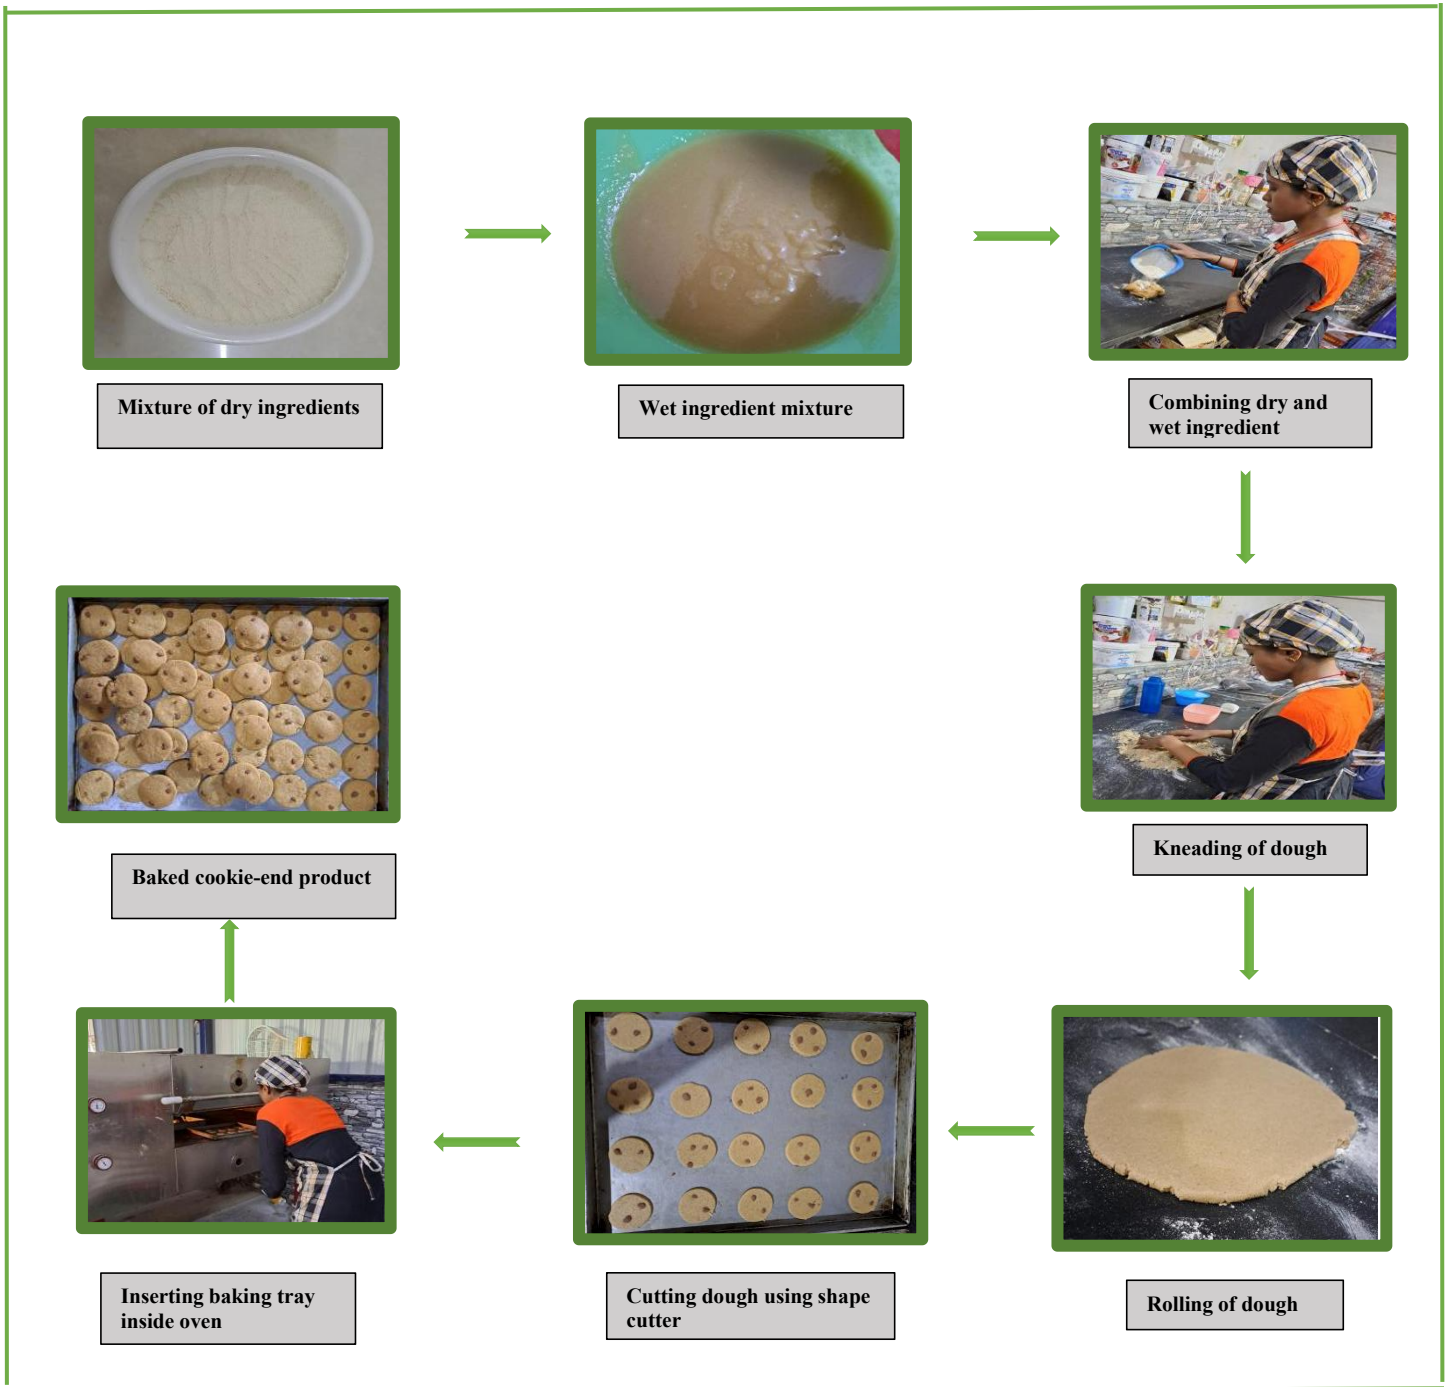 Mixture of dry ingredients
Wet ingredient mixture
Combining dry and
wet ingredient
Kneading of dough
Rolling of dough
Cutting dough using shape
cutter
Inserting baking tray
inside oven
Baked cookie-end product